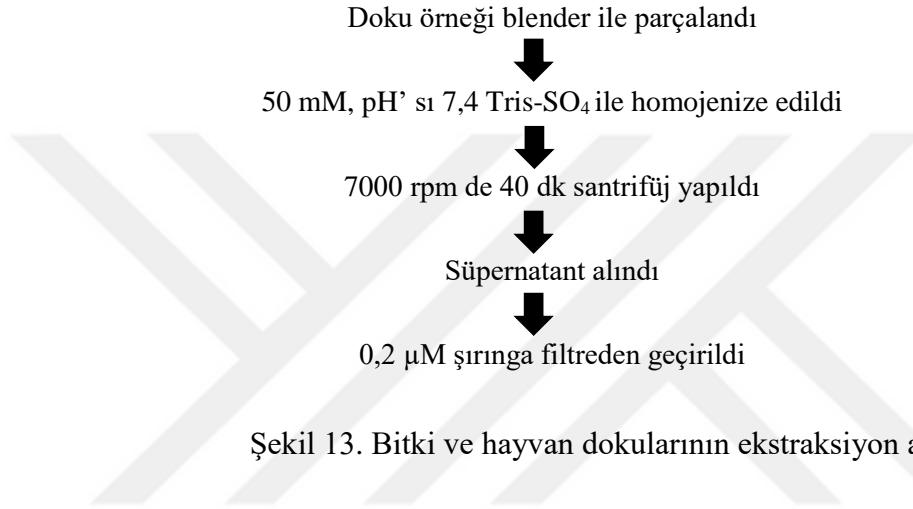 Doku örneği blender ile parçalandı
50 mM, pH’ sı 7,4 Tris-SO₄ ile homojenize edildi
7000 rpm de 40 dk santrifüj yapıldı
Süpernatant alındı
0,2 µM şırınga filtreden geçirildi
Şekil 13. Bitki ve hayvan dokularının ekstraksiyon